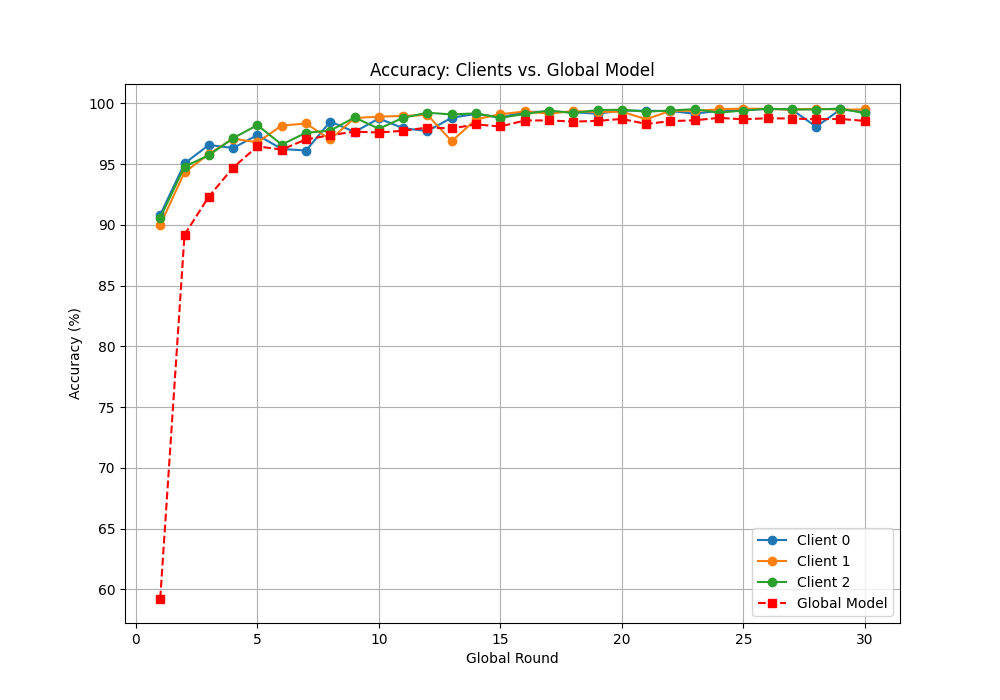 Accuracy: Clients vs. Global Model
100
95
90
85
80
75
70
65
60
Accuracy (%)
0 5 10 15 20 25 30
Global Round
Client 0
Client 1
Client 2
Global Model